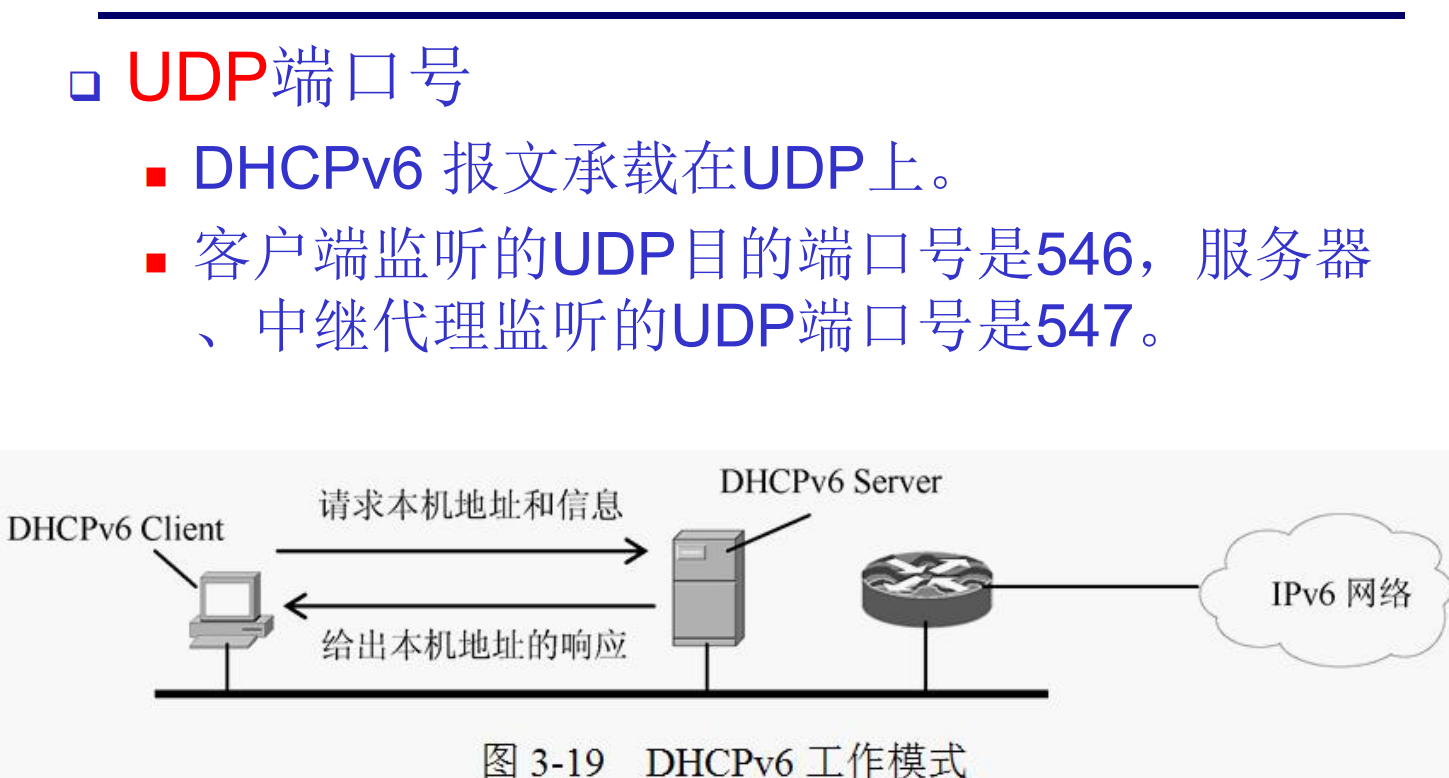 UDP端口号
DHCPv6 报文承载在UDP上。
客户端监听的UDP目的端口号是546，服务器
、中继代理监听的UDP端口号是547。
DHCPv6 Server
请求本机地址和信息
DHCPv6 Client
IPv6 网络
给出本机地址的响应
图 3-19 DHCPv6 工作模式